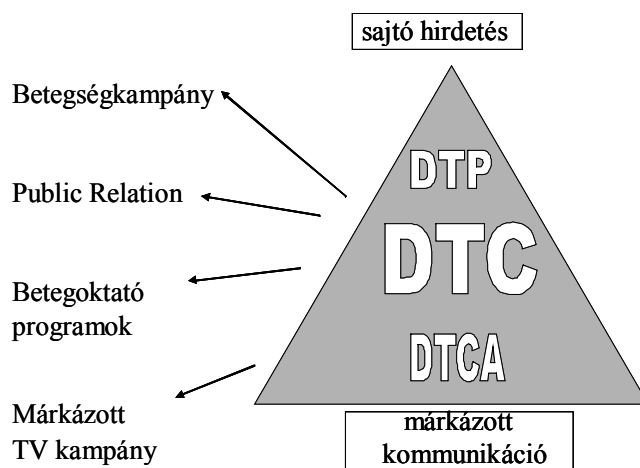 sajtó hirdetés
Betegségkampány
Public Relation
Betegoktató
programok
Márkázott
TV kampány
DTP
DTC
DTCA
márkázott
kommunikáció